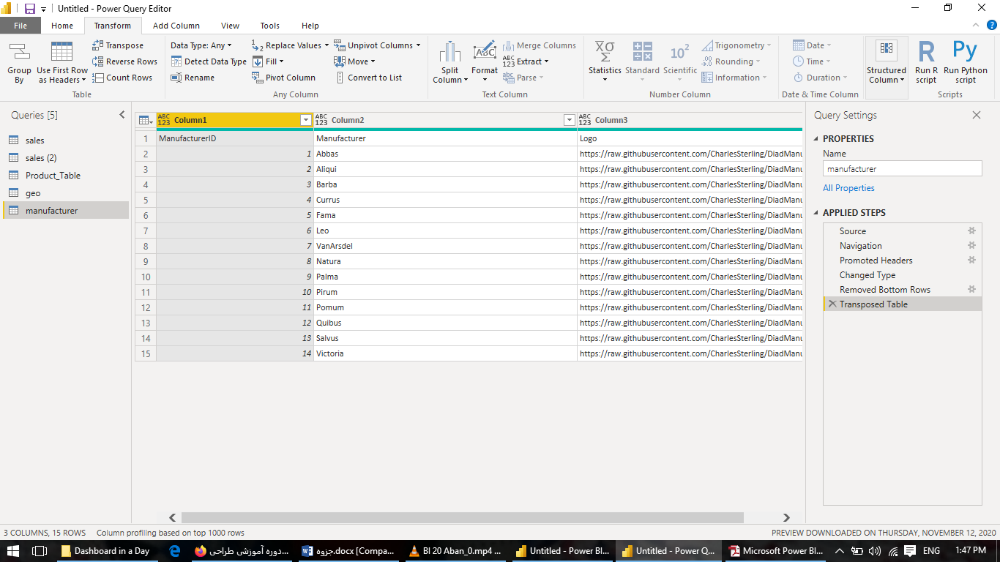 Untitled - Power Query Editor
File Home Transform Add Column View Tools Help
Group By
Use First Row as Headers
Transpose
Reverse Rows
Count Rows
Table
Data Type: Any
Detect Data Type
Rename
Replace Values
Fill
Pivot Column
Unpivot Columns
Move
Convert to List
Any Column
Split Column
Format
Merge Columns
Extract
Parse
Text Column
Statistics
Standard
Scientific
Trigonometry
Rounding
Information
Number Column
Date
Time
Duration
Date & Time Column
Structured Column
Run R script
Run Python script
Scripts
Queries [5]
sales
sales (2)
Product_Table
geo
manufacturer
ABC 123 Column1 ABC 123 Column2 ABC 123 Column3
1 ManufacturerID Manufacturer Logo
2 1 Abbas https://raw.githubusercontent.com/CharlesSterling/DiadManu
3 2 Aliqui https://raw.githubusercontent.com/CharlesSterling/DiadManu
4 3 Barba https://raw.githubusercontent.com/CharlesSterling/DiadManu
5 4 Currus https://raw.githubusercontent.com/CharlesSterling/DiadManu
6 5 Fama https://raw.githubusercontent.com/CharlesSterling/DiadManu
7 6 Leo https://raw.githubusercontent.com/CharlesSterling/DiadManu
8 7 VanArsdel https://raw.githubusercontent.com/CharlesSterling/DiadManu
9 8 Natura https://raw.githubusercontent.com/CharlesSterling/DiadManu
10 9 Palma https://raw.githubusercontent.com/CharlesSterling/DiadManu
11 10 Pirum https://raw.githubusercontent.com/CharlesSterling/DiadManu
12 11 Pomum https://raw.githubusercontent.com/CharlesSterling/DiadManu
13 12 Quibus https://raw.githubusercontent.com/CharlesSterling/DiadManu
14 13 Salvus https://raw.githubusercontent.com/CharlesSterling/DiadManu
15 14 Victoria https://raw.githubusercontent.com/CharlesSterling/DiadManu
Query Settings
PROPERTIES
Name
manufacturer
All Properties
APPLIED STEPS
Source
Navigation
Promoted Headers
Changed Type
Removed Bottom Rows
Transposed Table
3 COLUMNS, 15 ROWS Column profiling based on top 1000 rows
PREVIEW DOWNLOADED ON THURSDAY, NOVEMBER 12, 2020
Dashboard in a Day
دوره آموزشی طراحی...
جزوه.docx [Compa...
BI 20 Aban_0.mp4 ...
Untitled - Power BI...
Untitled - Power Q...
Microsoft Power BI...
ENG 1:47 PM